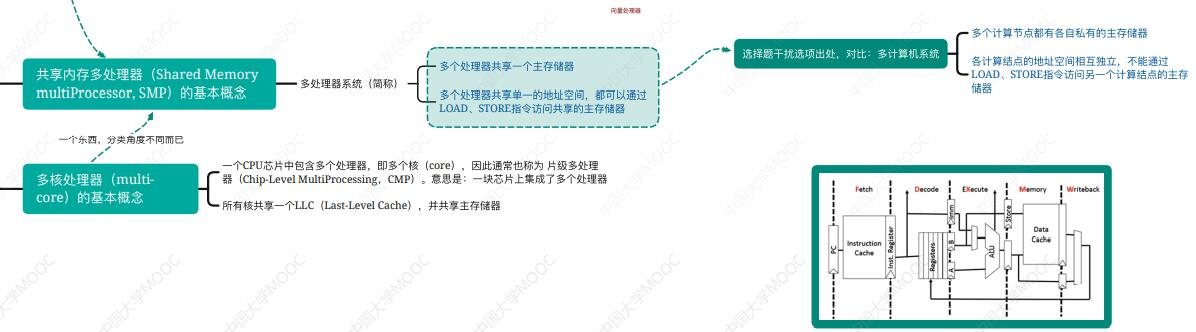 向量处理器
共享内存多处理器（Shared Memory
multiProcessor, SMP）的基本概念
多处理器系统（简称）
多个处理器共享一个主存储器
多个处理器共享单一的地址空间，都可以通过
LOAD、STORE指令访问共享的主存储器
选择题干扰选项出处，对比：多计算机系统
多个计算节点都有各自私有的主存储器
各计算结点的地址空间相互独立，不能通过
LOAD、STORE指令访问另一个计算结点的主存
储器
一个东西，分类角度不同而已
多核处理器（multi-
core）的基本概念
一个CPU芯片中包含多个处理器，即多个核（core），因此通常也称为 片级多处理
器（Chip-Level MultiProcessing，CMP）。意思是：一块芯片上集成了多个处理器
所有核共享一个LLC（Last-Level Cache），并共享主存储器
Fetch
Decode
EXecute
Memory
Writeback
PC
Instruction
Cache
Inst. Register
Registers
Imm
B
A
ALU
Store
Data
Cache
中国大学MOOC